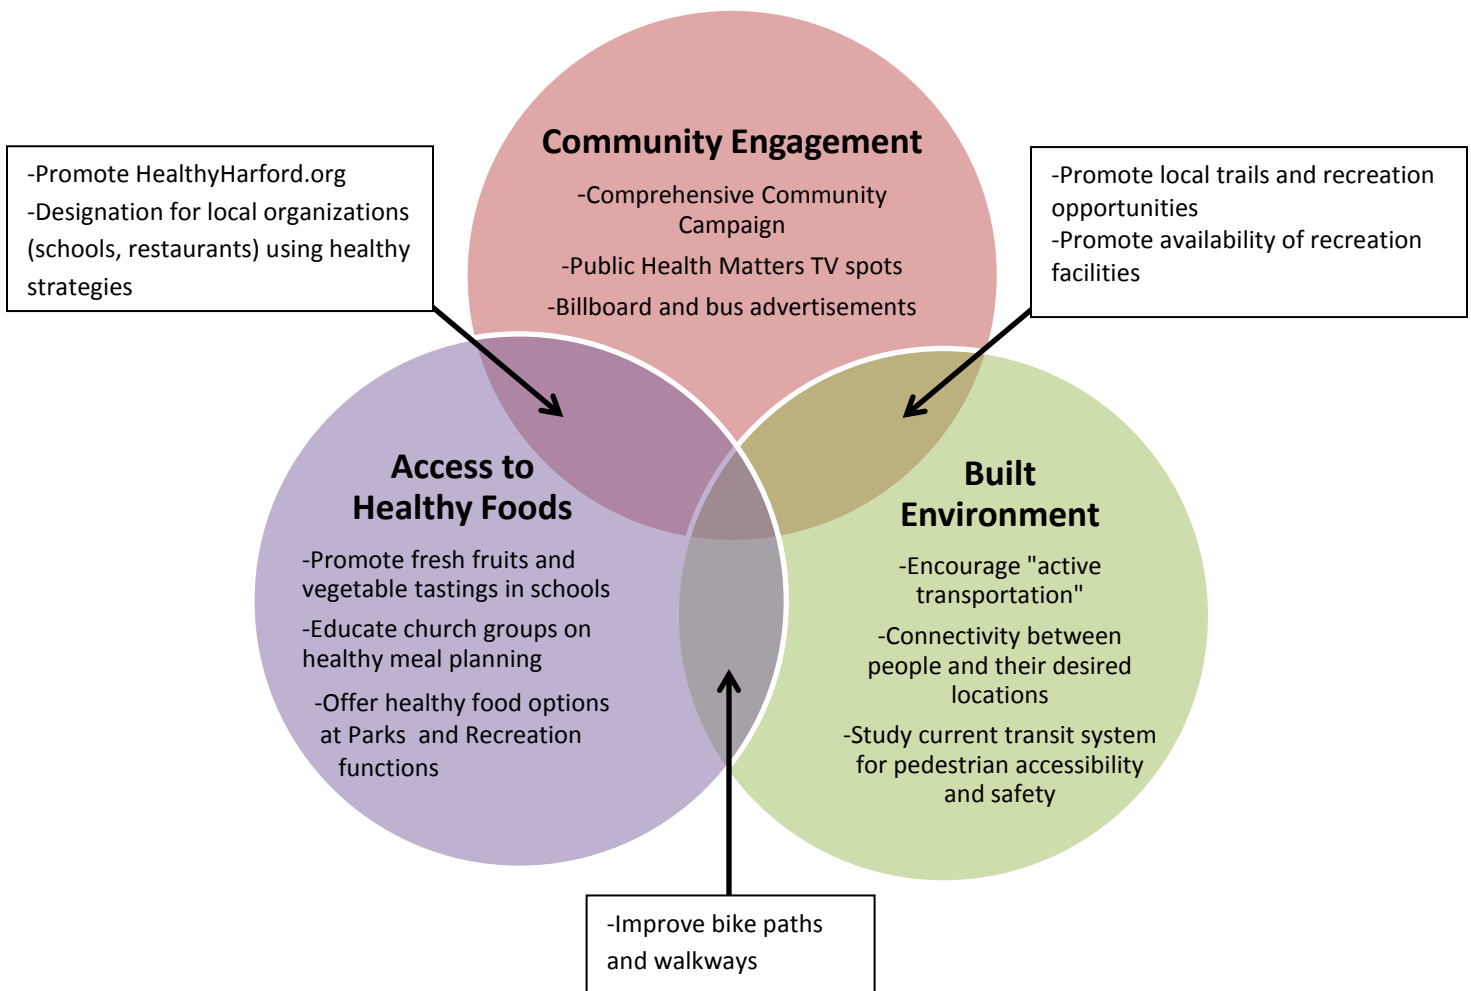 Community Engagement
-Comprehensive Community
Campaign
-Public Health Matters TV spots
-Billboard and bus advertisements
-Promote HealthyHarford.org
-Designation for local organizations
(schools, restaurants) using healthy
strategies
-Promote local trails and recreation
opportunities
-Promote availability of recreation
facilities
Access to
Healthy Foods
-Promote fresh fruits and
vegetable tastings in schools
-Educate church groups on
healthy meal planning
-Offer healthy food options
at Parks and Recreation
functions
Built
Environment
-Encourage "active
transportation"
-Connectivity between
people and their desired
locations
-Study current transit system
for pedestrian accessibility
and safety
-Improve bike paths
and walkways